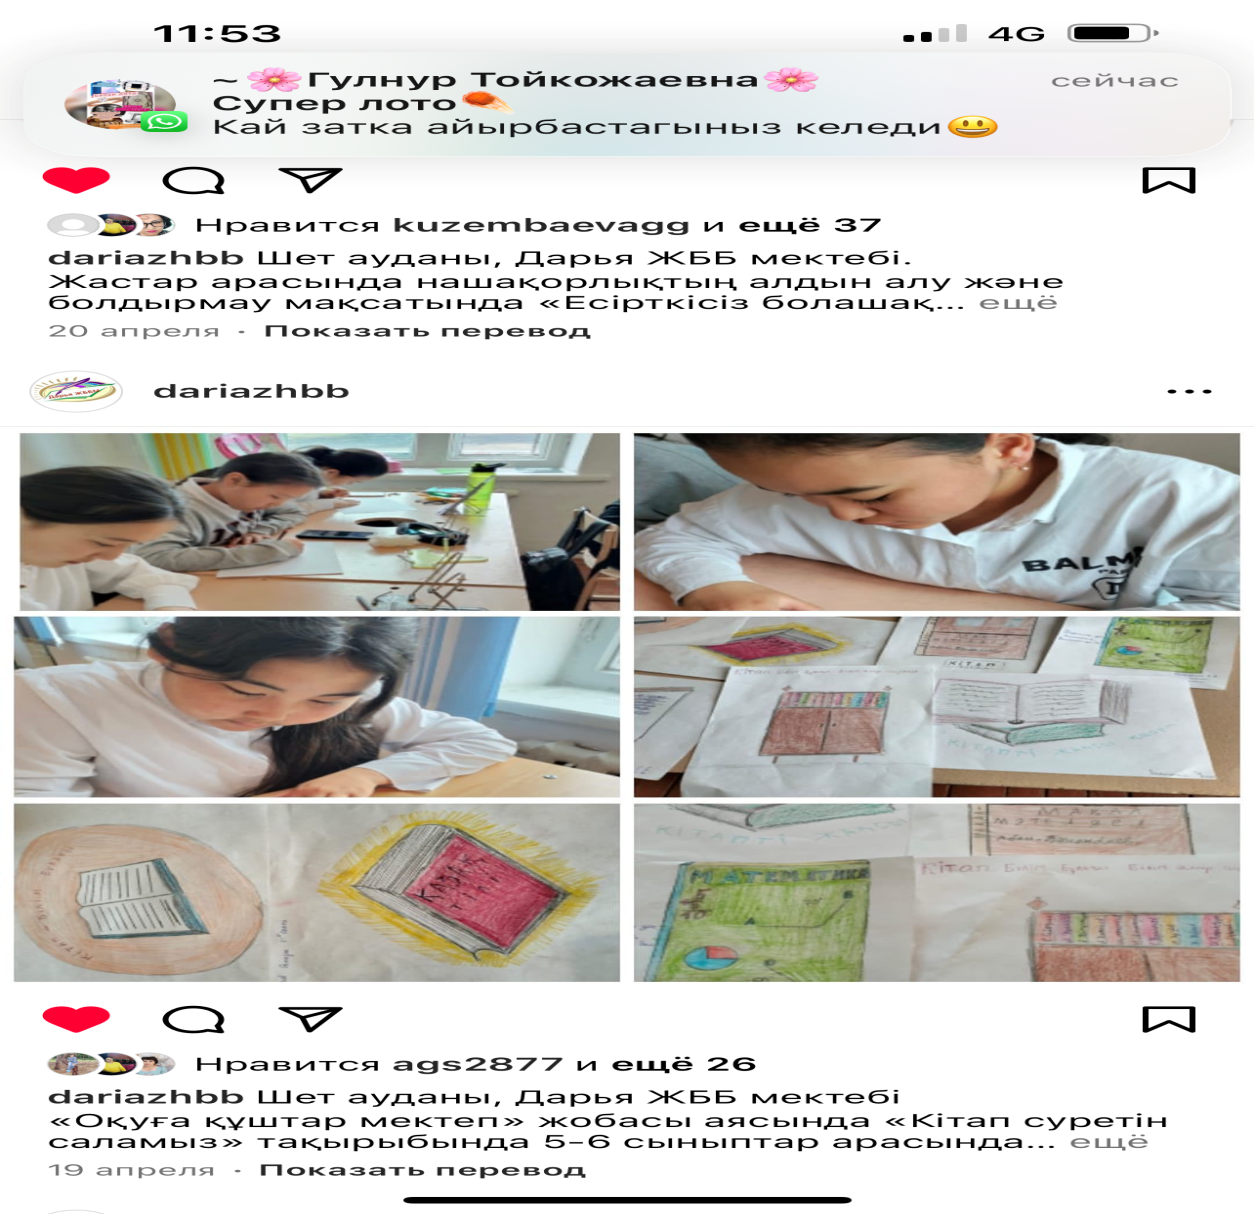 11:53
4G
~ 🌸Гулнур Тойкожаевна🌸
сейчас
Супер лото☄️
Кай затка айырбастагыныз келеди😃
Нравится kuzembaevagg и ещё 37
dariazhbb Шет ауданы, Дарья ЖББ мектебі.
Жастар арасында нашақорлықтың алдын алу және
болдырмау мақсатында «Есірткісіз болашақ... ещё
20 апреля · Показать перевод
dariazhbb
BALM
КІТАП
КІТАПТІ
МАТЕМАТИКА
Кітап
Нравится ags2877 и ещё 26
dariazhbb Шет ауданы, Дарья ЖББ мектебі
«Оқуға құштар мектеп» жобасы аясында «Кітап суретін
саламыз» тақырыбында 5-6 сыныптар арасында... ещё
19 апреля · Показать перевод